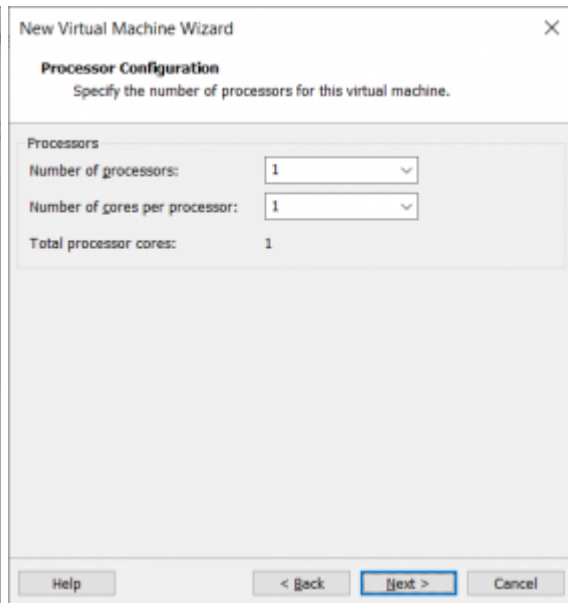 New Virtual Machine Wizard
Processor Configuration
Specify the number of processors for this virtual machine.
Processors
Number of processors: 1
Number of cores per processor: 1
Total processor cores: 1
Help < Back Next > Cancel